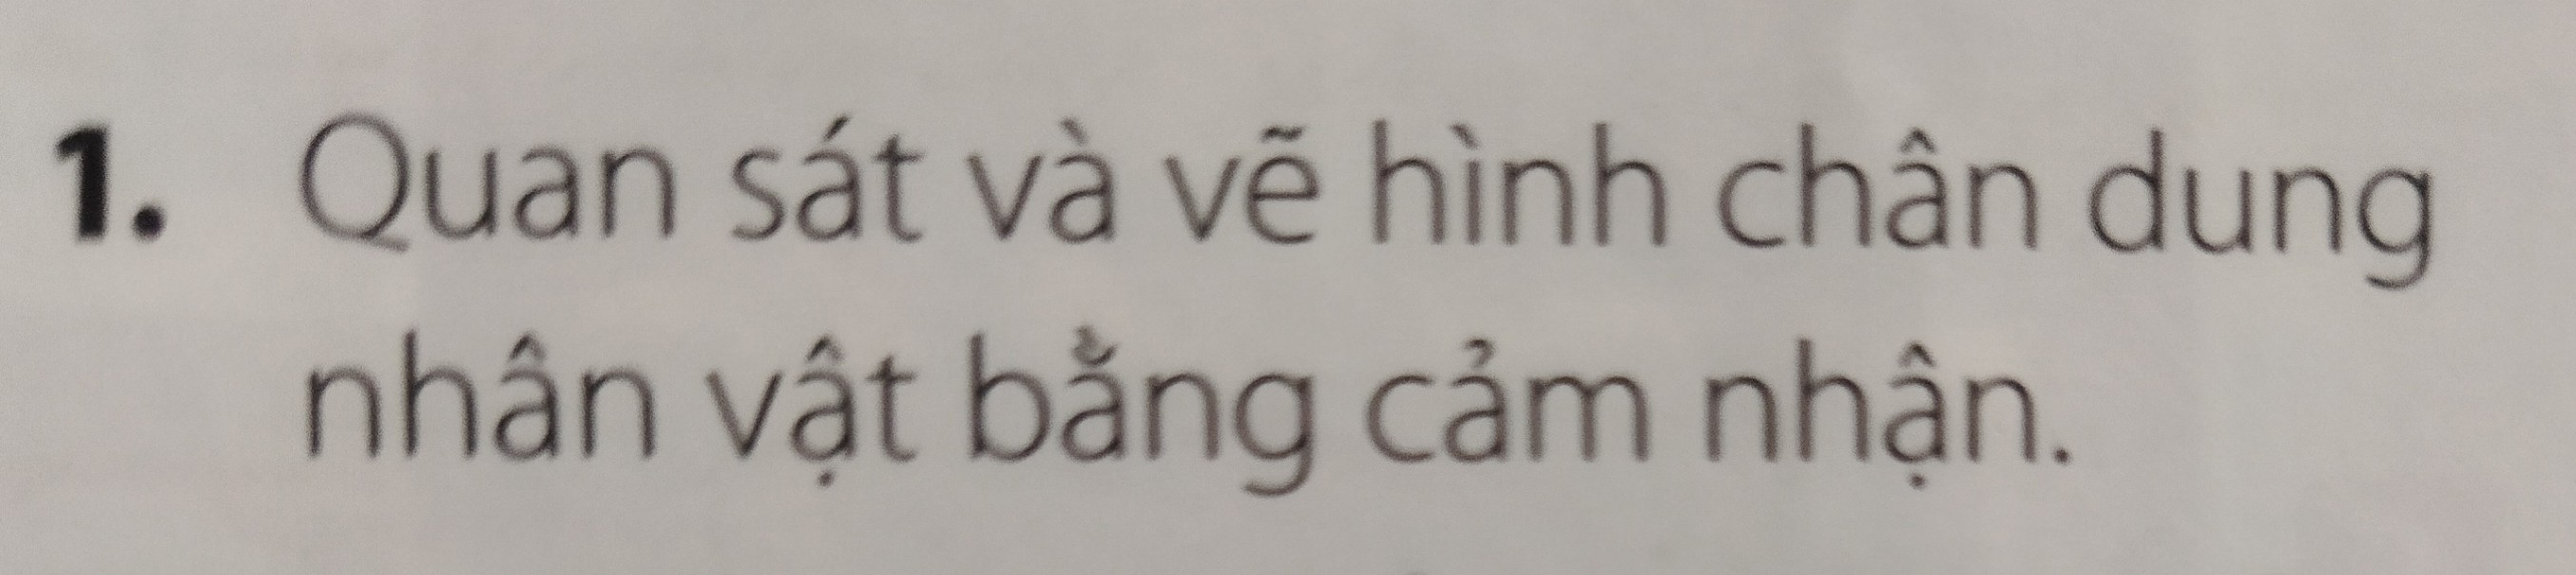 1. Quan sát và vẽ hình chân dung
nhân vật bằng cảm nhận.